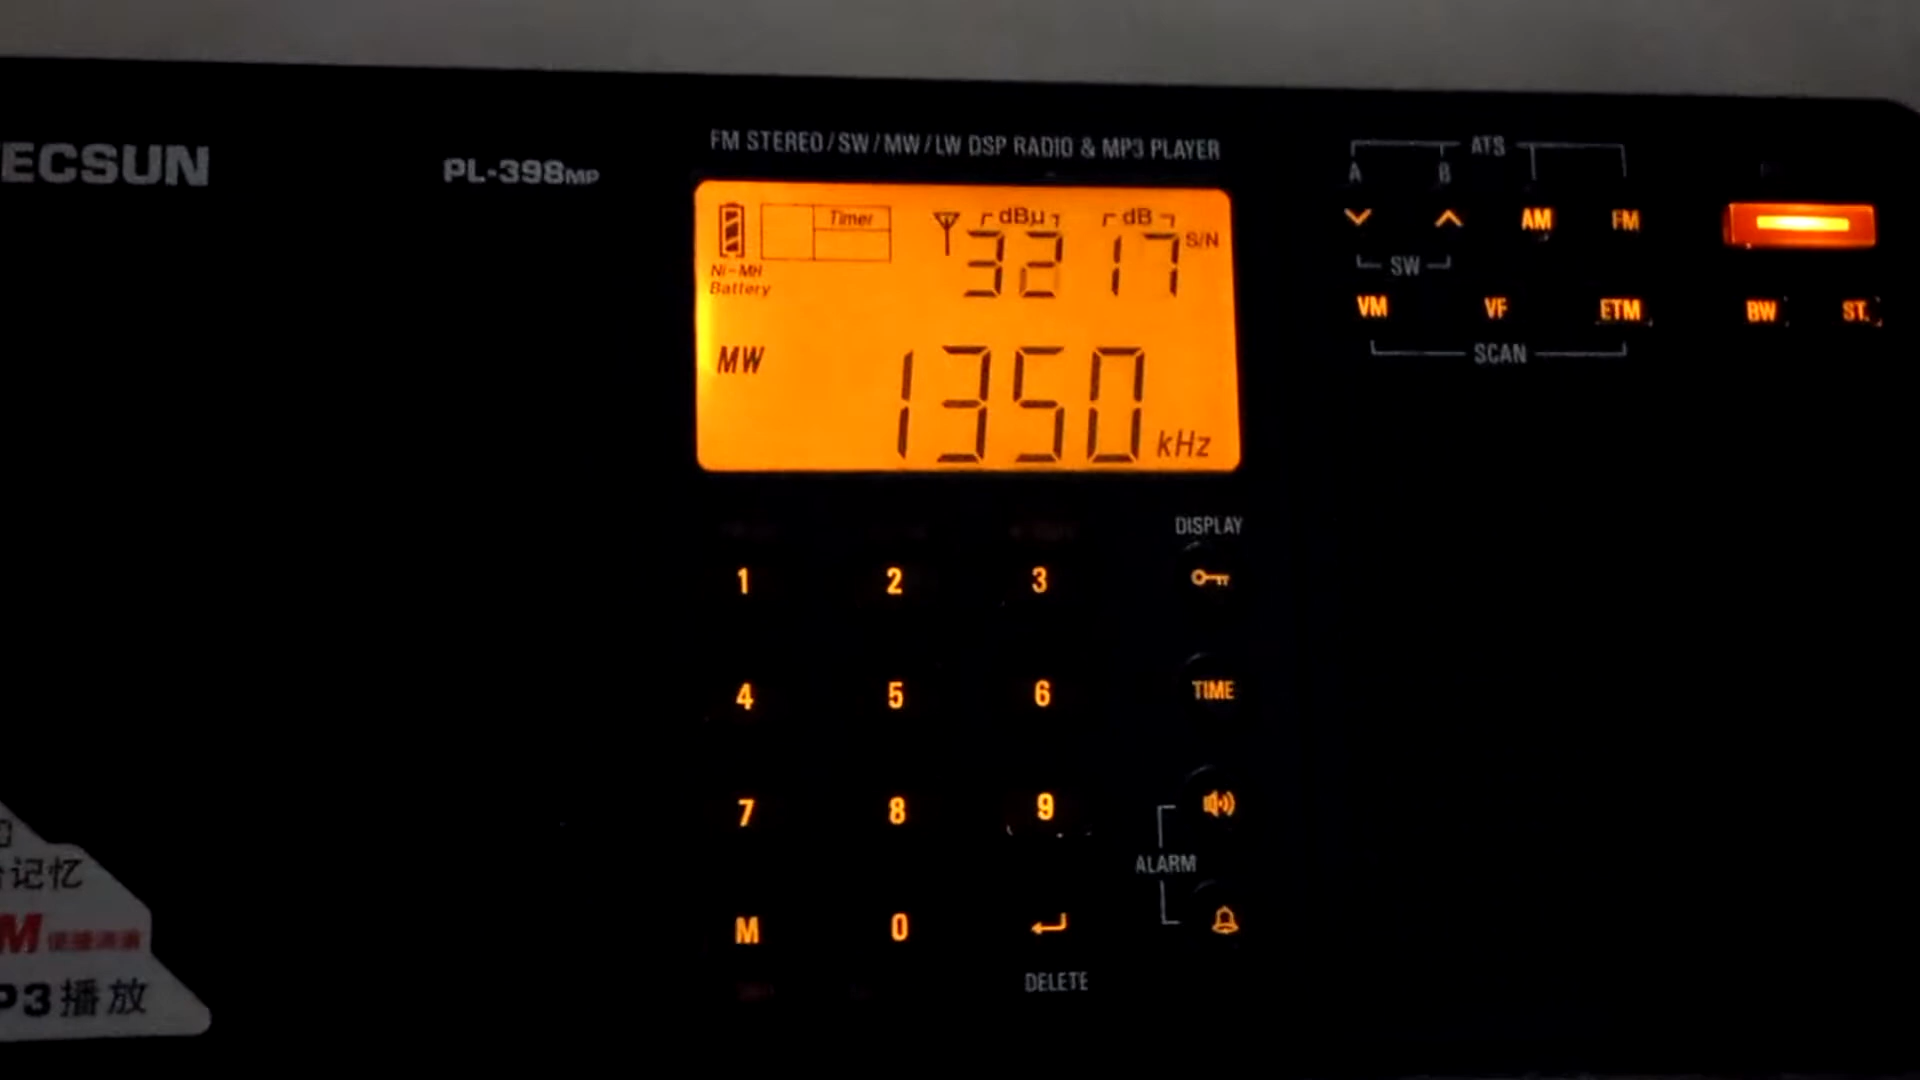 ECSUN
PL-398MP
FM STEREO/SW/MW/LW DSP RADIO & MP3 PLAYER
Timer
dBµ
dB
32 17 S/N
Ni-MH
Battery
MW
1350 kHz
ATS
A B
AM FM
SW
VM VF ETM
BW ST.
SCAN
DISPLAY
1 2 3
4 5 6
TIME
7 8 9
ALARM
M 0
DELETE
记忆
M
P3播放